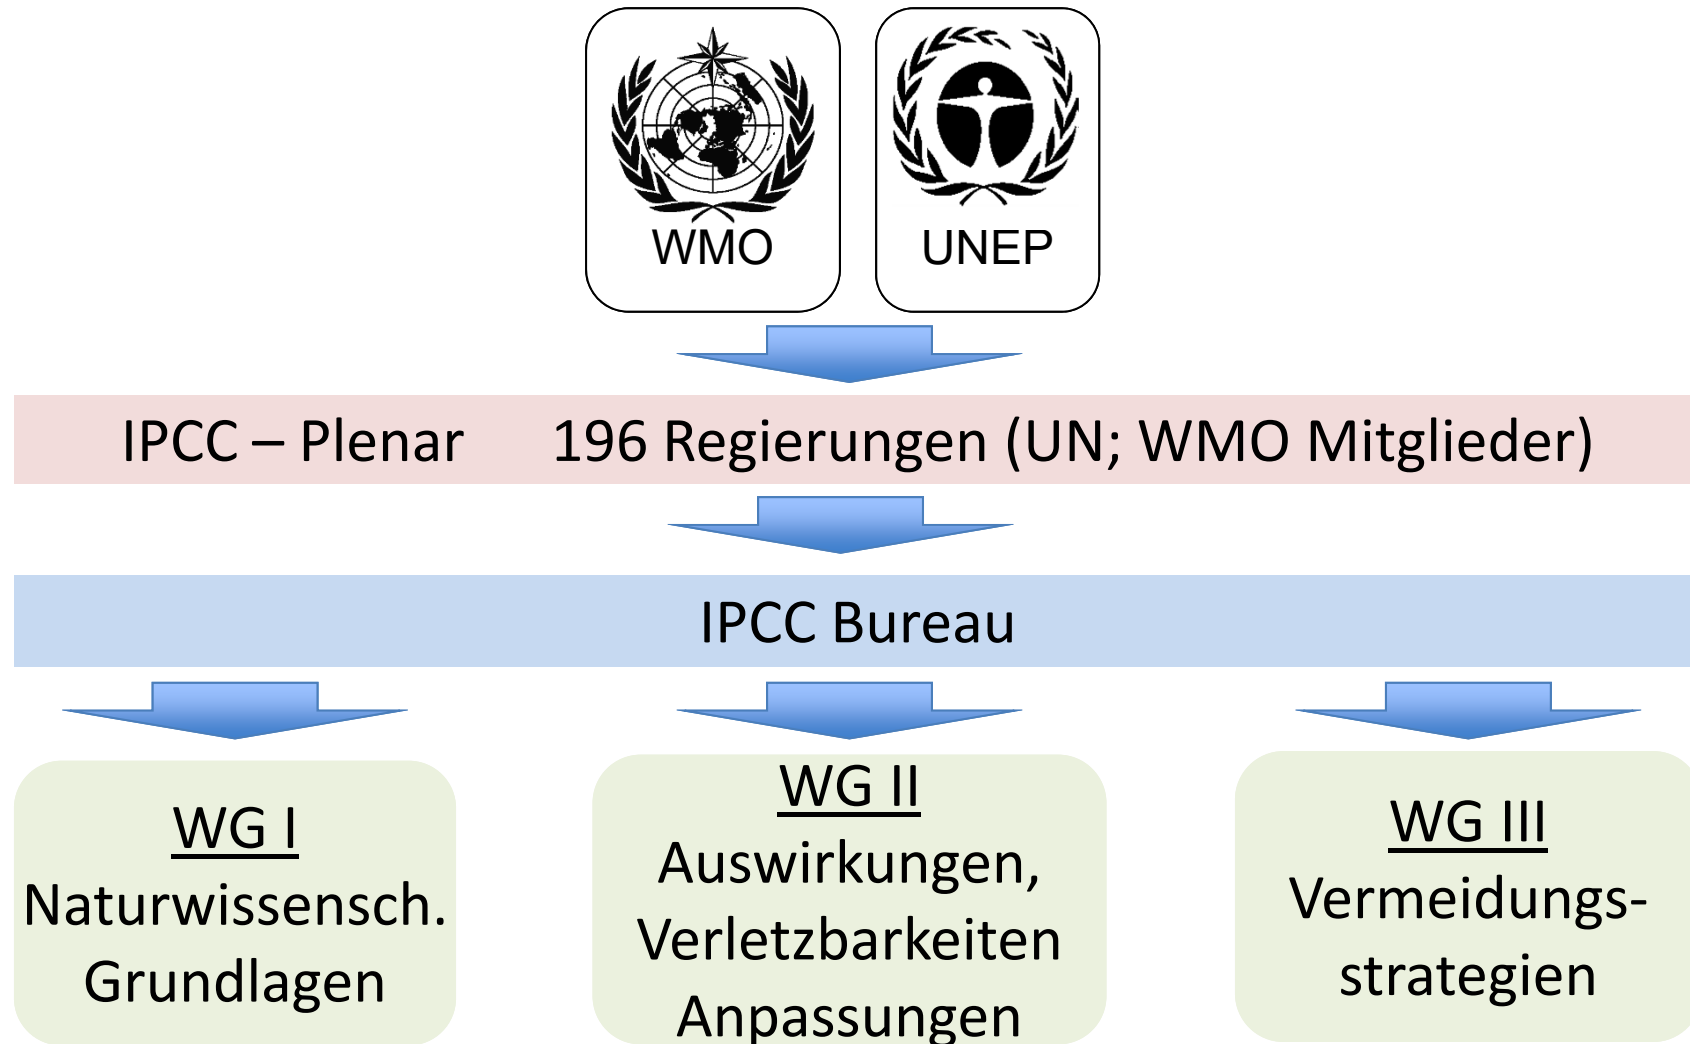 WMO
UNEP
IPCC – Plenar 196 Regierungen (UN; WMO Mitglieder)
IPCC Bureau
WG I
Naturwissensch.
Grundlagen
WG II
Auswirkungen,
Verletzbarkeiten
Anpassungen
WG III
Vermeidungs-
strategien